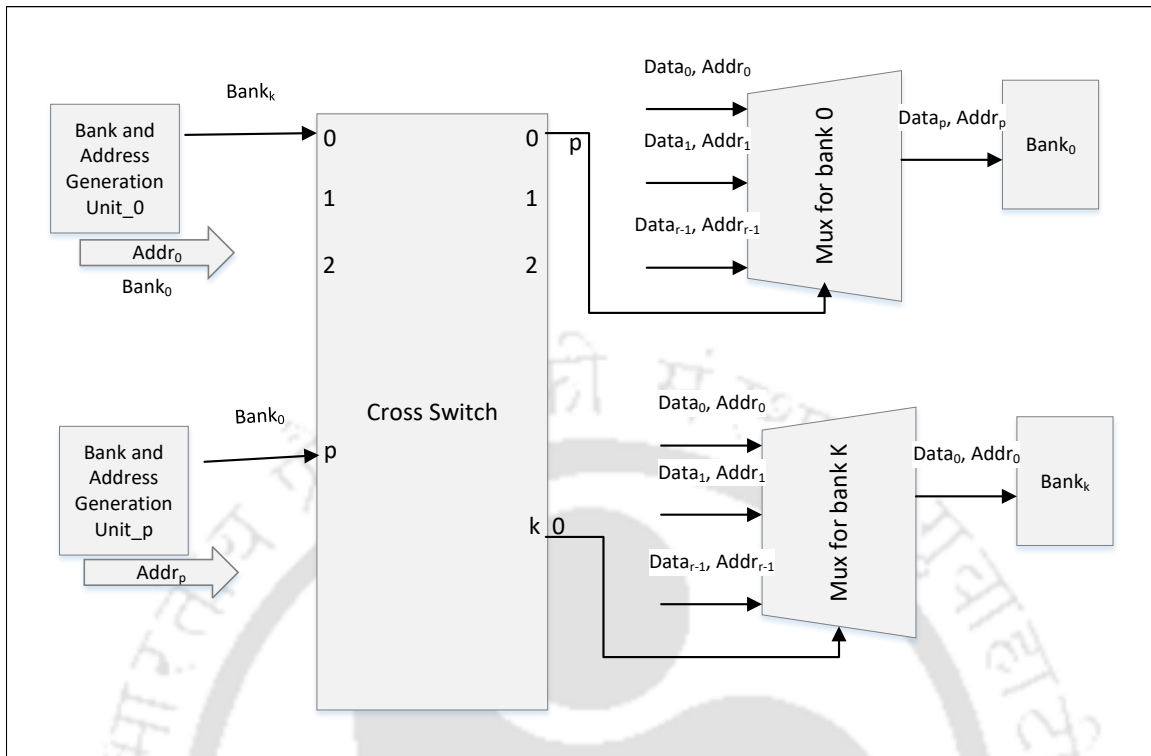 Bank and
Address
Generation
Unit_0
Bankₖ
Addr₀
Bank₀
Bank and
Address
Generation
Unit_p
Bank₀
Addrₚ
0
1
2
p
Cross Switch
0
p
1
2
k 0
Data₀, Addr₀
Data₁, Addr₁
Dataᵣ₋₁, Addrᵣ₋₁
Mux for bank 0
Dataₚ, Addrₚ
Bank₀
Data₀, Addr₀
Data₁, Addr₁
Dataᵣ₋₁, Addrᵣ₋₁
Mux for bank K
Data₀, Addr₀
Bankₖ